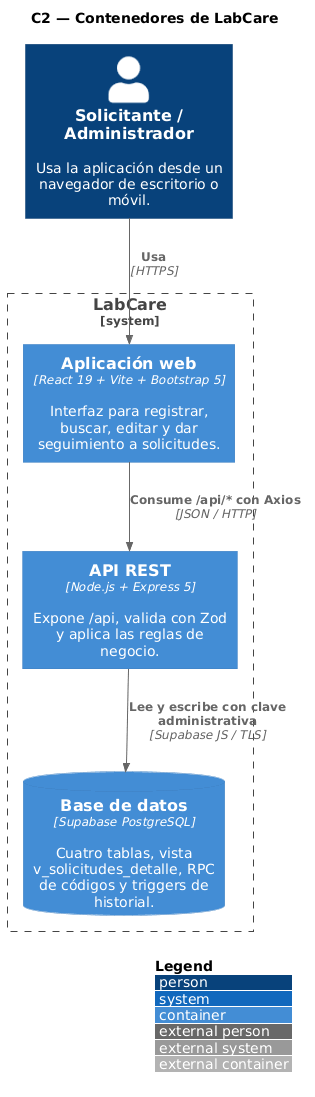 C2 — Contenedores de LabCare
Solicitante /
Administrador
Usa la aplicación desde un
navegador de escritorio o
móvil.
Usa
[HTTPS]
LabCare
[system]
Aplicación web
[React 19 + Vite + Bootstrap 5]
Interfaz para registrar,
buscar, editar y dar
seguimiento a solicitudes.
Consume /api/* con Axios
[JSON / HTTP]
API REST
[Node.js + Express 5]
Expone /api, valida con Zod
y aplica las reglas de
negocio.
Lee y escribe con clave
administrativa
[Supabase JS / TLS]
Base de datos
[Supabase PostgreSQL]
Cuatro tablas, vista
v_solicitudes_detalle, RPC
de códigos y triggers de
historial.
Legend
person
system
container
external person
external system
external container